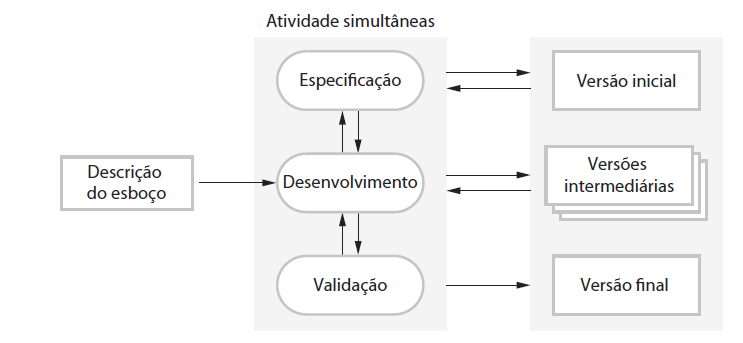 Atividade simultâneas
Especificação
Versão inicial
Descrição
do esboço
Desenvolvimento
Versões
intermediárias
Validação
Versão final